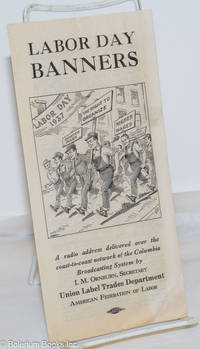 LABOR DAY
BANNERS
LABOR DAY
1937
THE RIGHT TO
ORGANIZE
HIGHER
WAGES
A radio address delivered over the
coast-to-coast network of the Columbia
Broadcasting System by
I. M. ORNBURN, SECRETARY
Union Label Trades Department
AMERICAN FEDERATION OF LABOR
© Bolerium Books Inc.